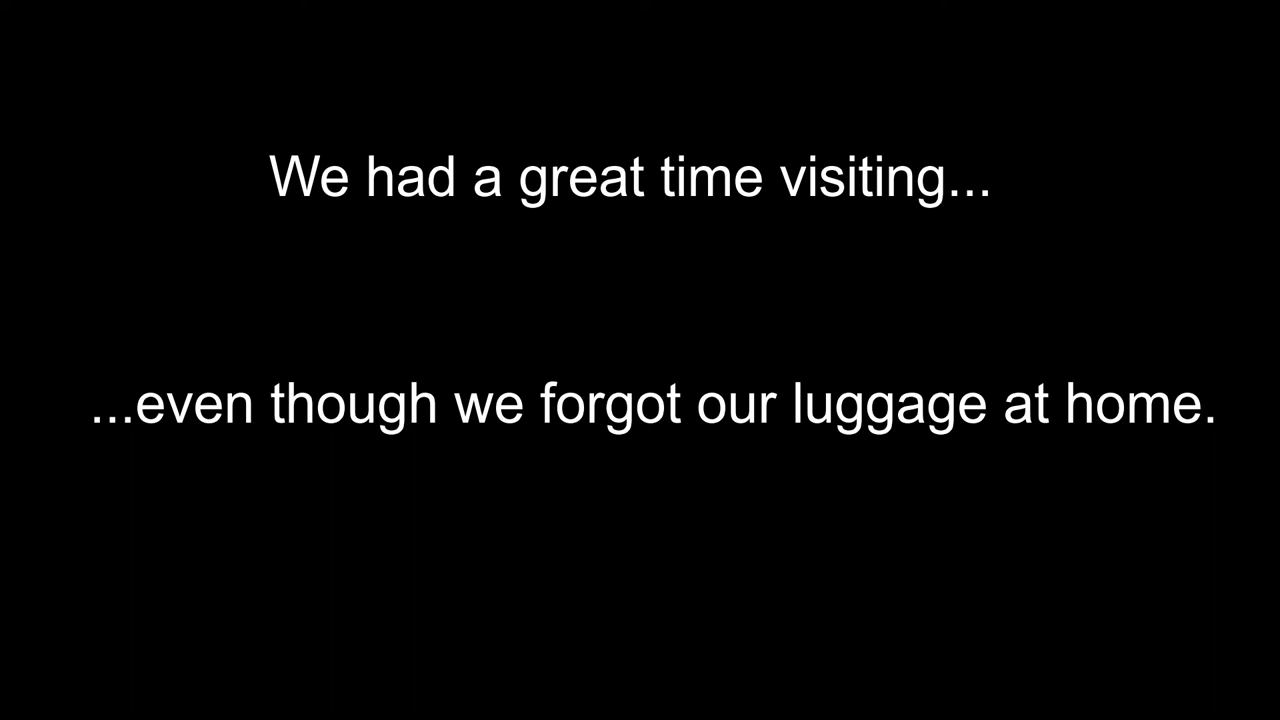 We had a great time visiting...
...even though we forgot our luggage at home.